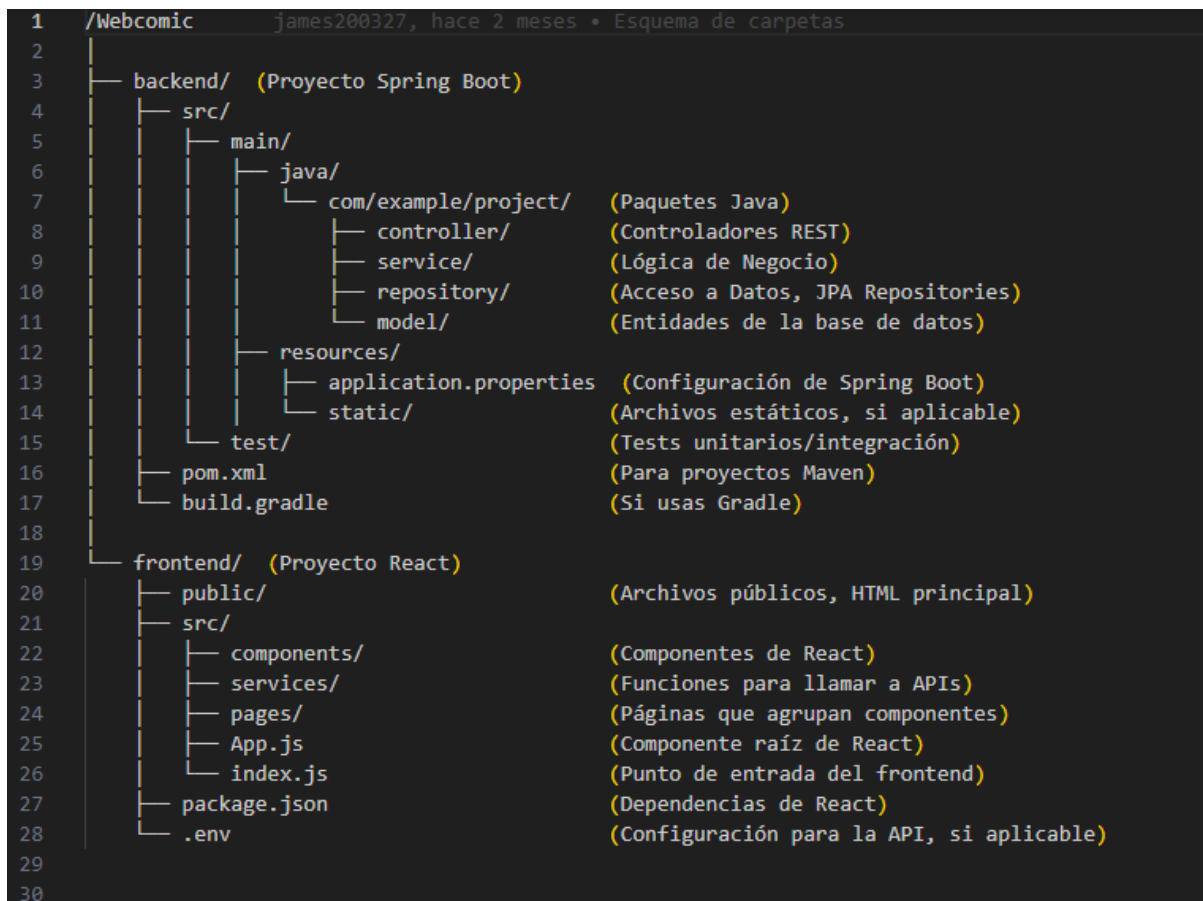 1 /Webcomic james200327, hace 2 meses • Esquema de carpetas
2 │
3 ├── backend/ (Proyecto Spring Boot)
4 │   ├── src/
5 │   │   ├── main/
6 │   │   │   ├── java/
7 │   │   │   │   └── com/example/project/ (Paquetes Java)
8 │   │   │   │       ├── controller/ (Controladores REST)
9 │   │   │   │       ├── service/ (Lógica de Negocio)
10 │   │   │   │       ├── repository/ (Acceso a Datos, JPA Repositories)
11 │   │   │   │       └── model/ (Entidades de la base de datos)
12 │   │   │   ├── resources/
13 │   │   │   │   ├── application.properties (Configuración de Spring Boot)
14 │   │   │   │   └── static/ (Archivos estáticos, si aplicable)
15 │   │   └── test/ (Tests unitarios/integración)
16 │   ├── pom.xml (Para proyectos Maven)
17 │   └── build.gradle (Si usas Gradle)
18 │
19 └── frontend/ (Proyecto React)
20     ├── public/ (Archivos públicos, HTML principal)
21     ├── src/
22     │   ├── components/ (Componentes de React)
23     │   ├── services/ (Funciones para llamar a APIs)
24     │   ├── pages/ (Páginas que agrupan componentes)
25     │   ├── App.js (Componente raíz de React)
26     │   └── index.js (Punto de entrada del frontend)
27     ├── package.json (Dependencias de React)
28     └── .env (Configuración para la API, si aplicable)
29
30